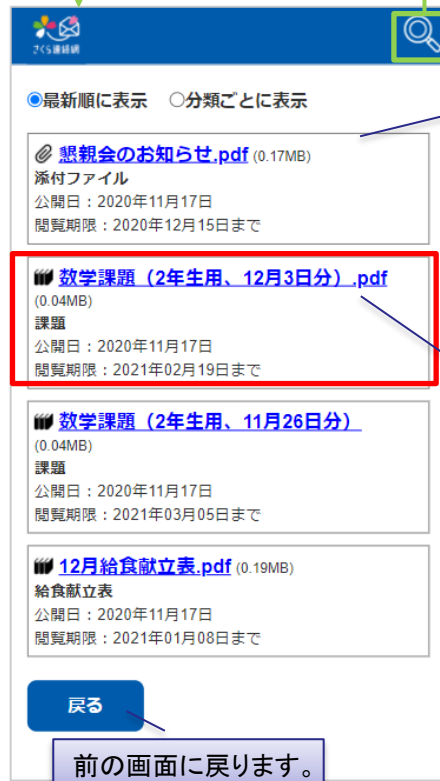 さくら連絡網
最新順に表示 分類ごとに表示
懇親会のお知らせ.pdf (0.17MB)
添付ファイル
公開日：2020年11月17日
閲覧期限：2020年12月15日まで
数学課題（2年生用、12月3日分）.pdf
(0.04MB)
課題
公開日：2020年11月17日
閲覧期限：2021年02月19日まで
数学課題（2年生用、11月26日分）
(0.04MB)
課題
公開日：2020年11月17日
閲覧期限：2021年03月05日まで
12月給食献立表.pdf (0.19MB)
給食献立表
公開日：2020年11月17日
閲覧期限：2021年01月08日まで
戻る
前の画面に戻ります。